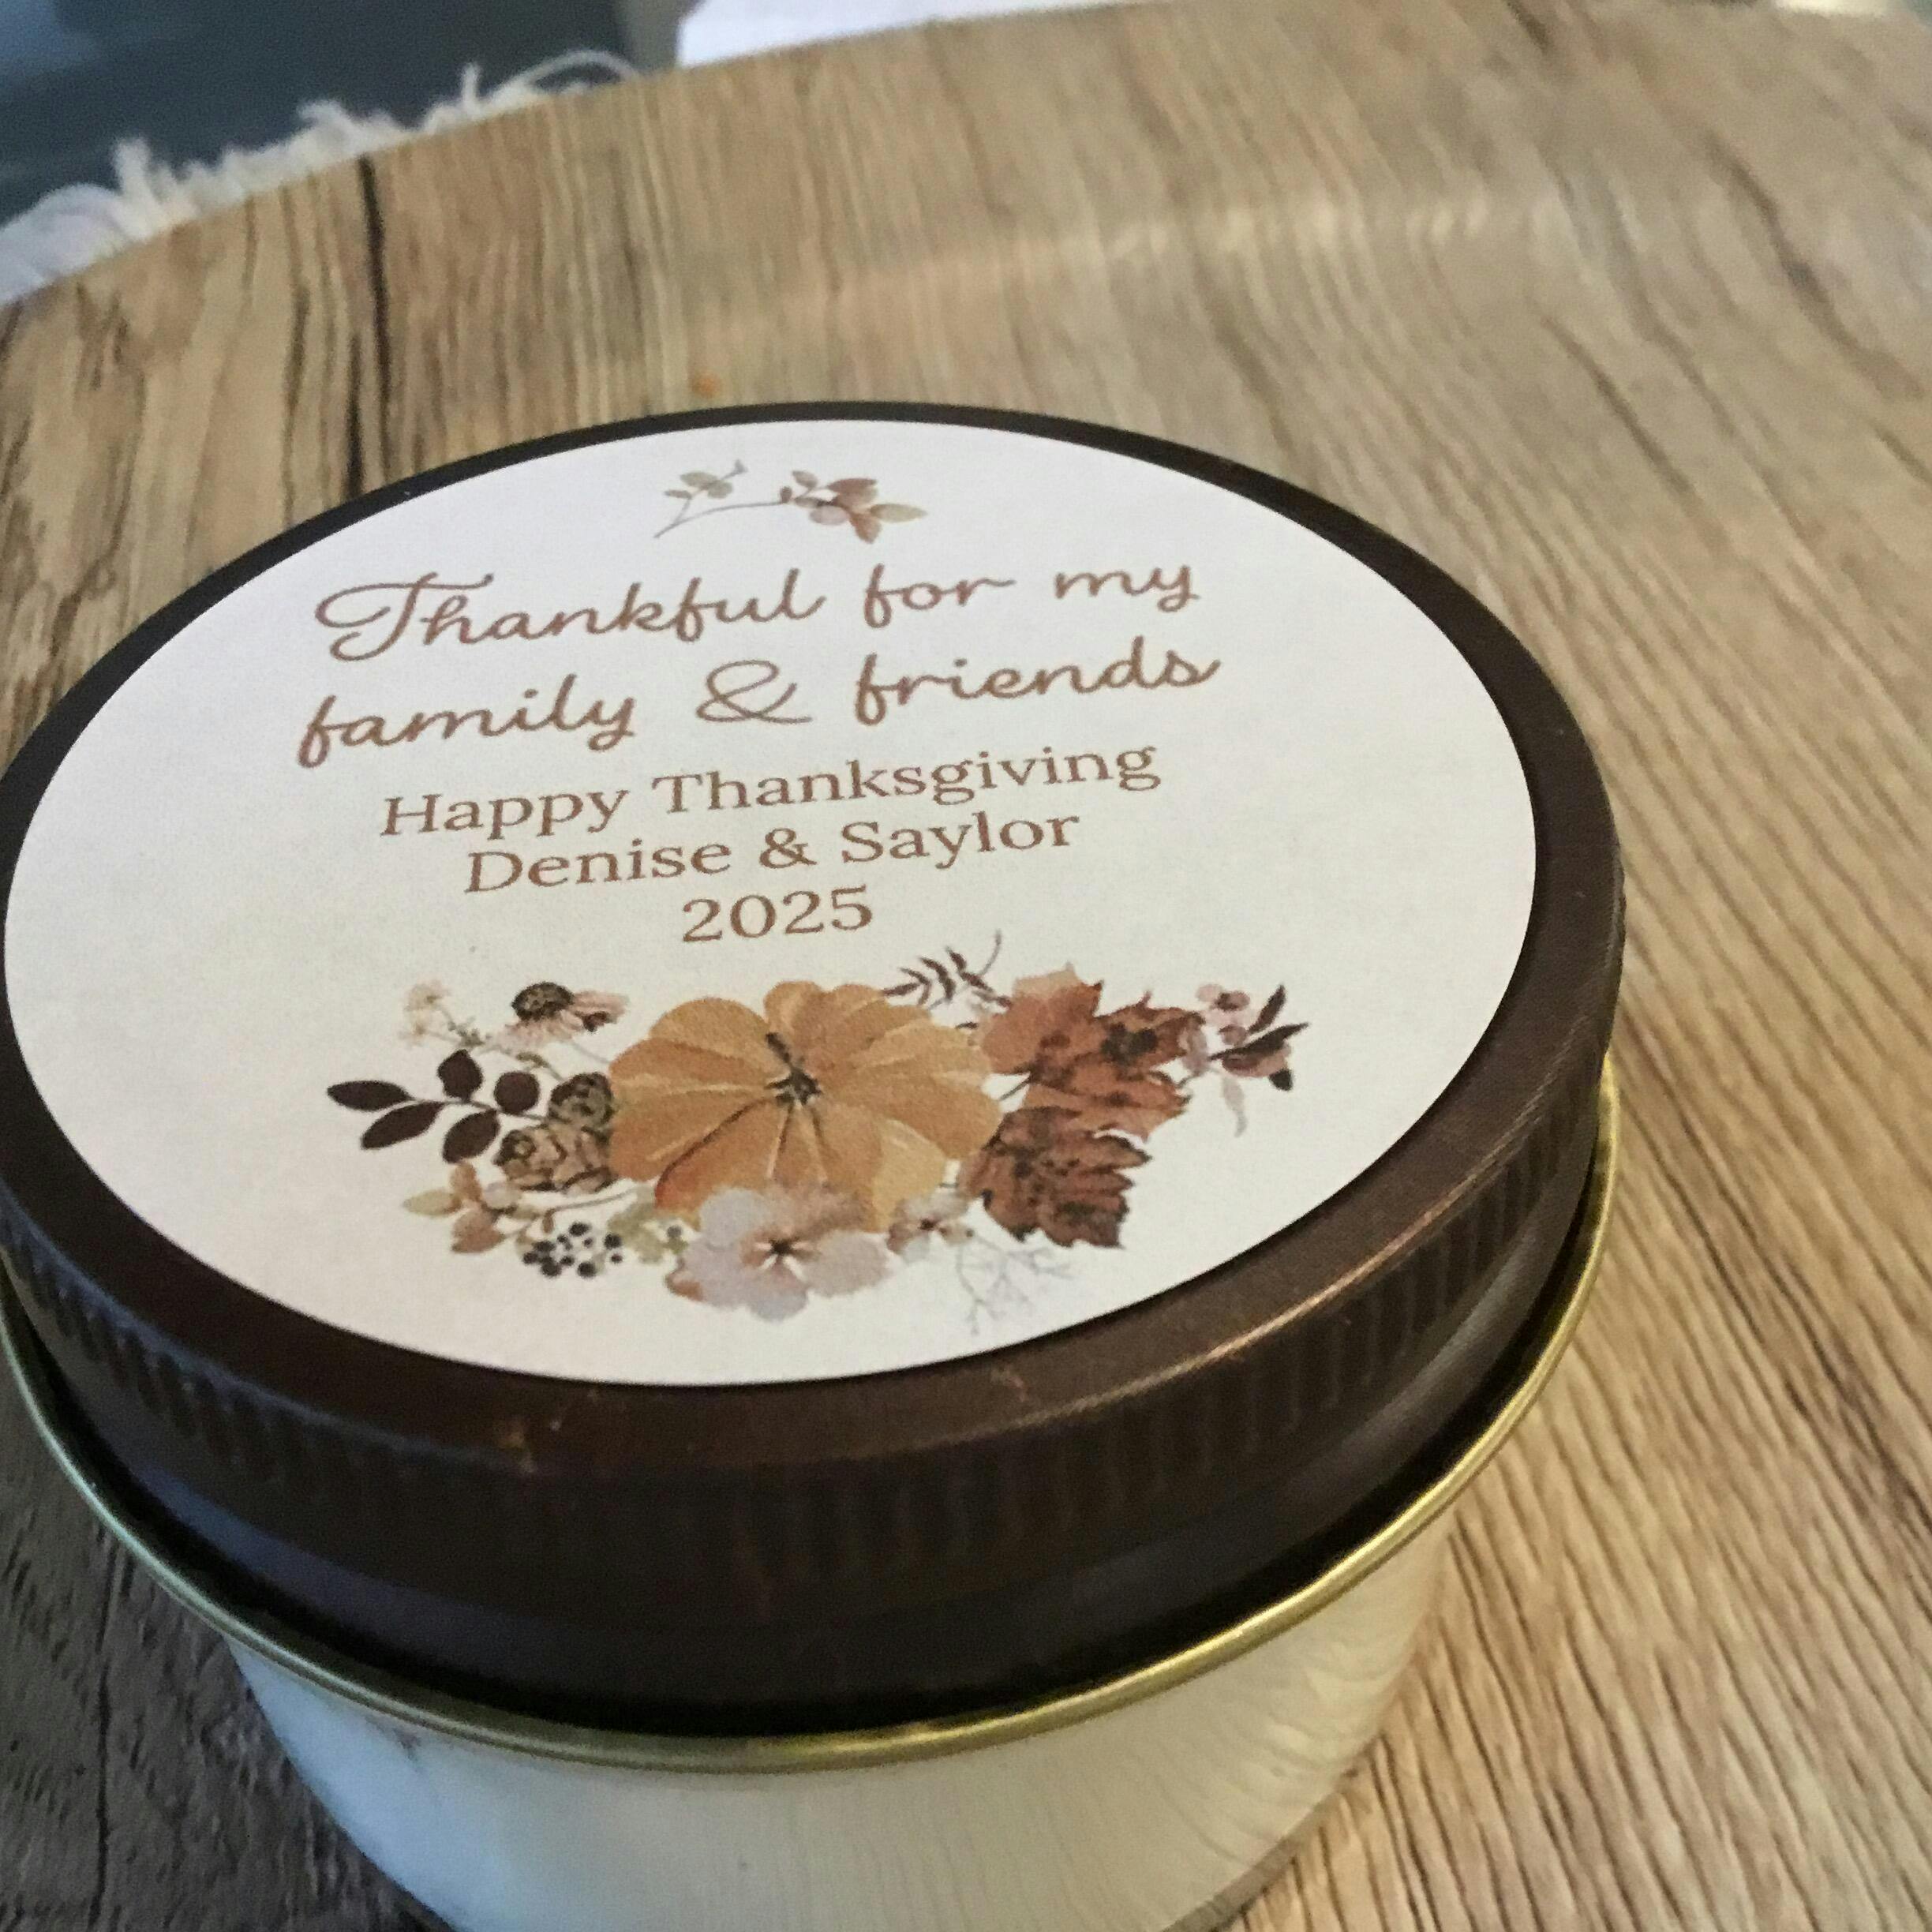 Thankful for my
family & friends
Happy Thanksgiving
Denise & Saylor
2025